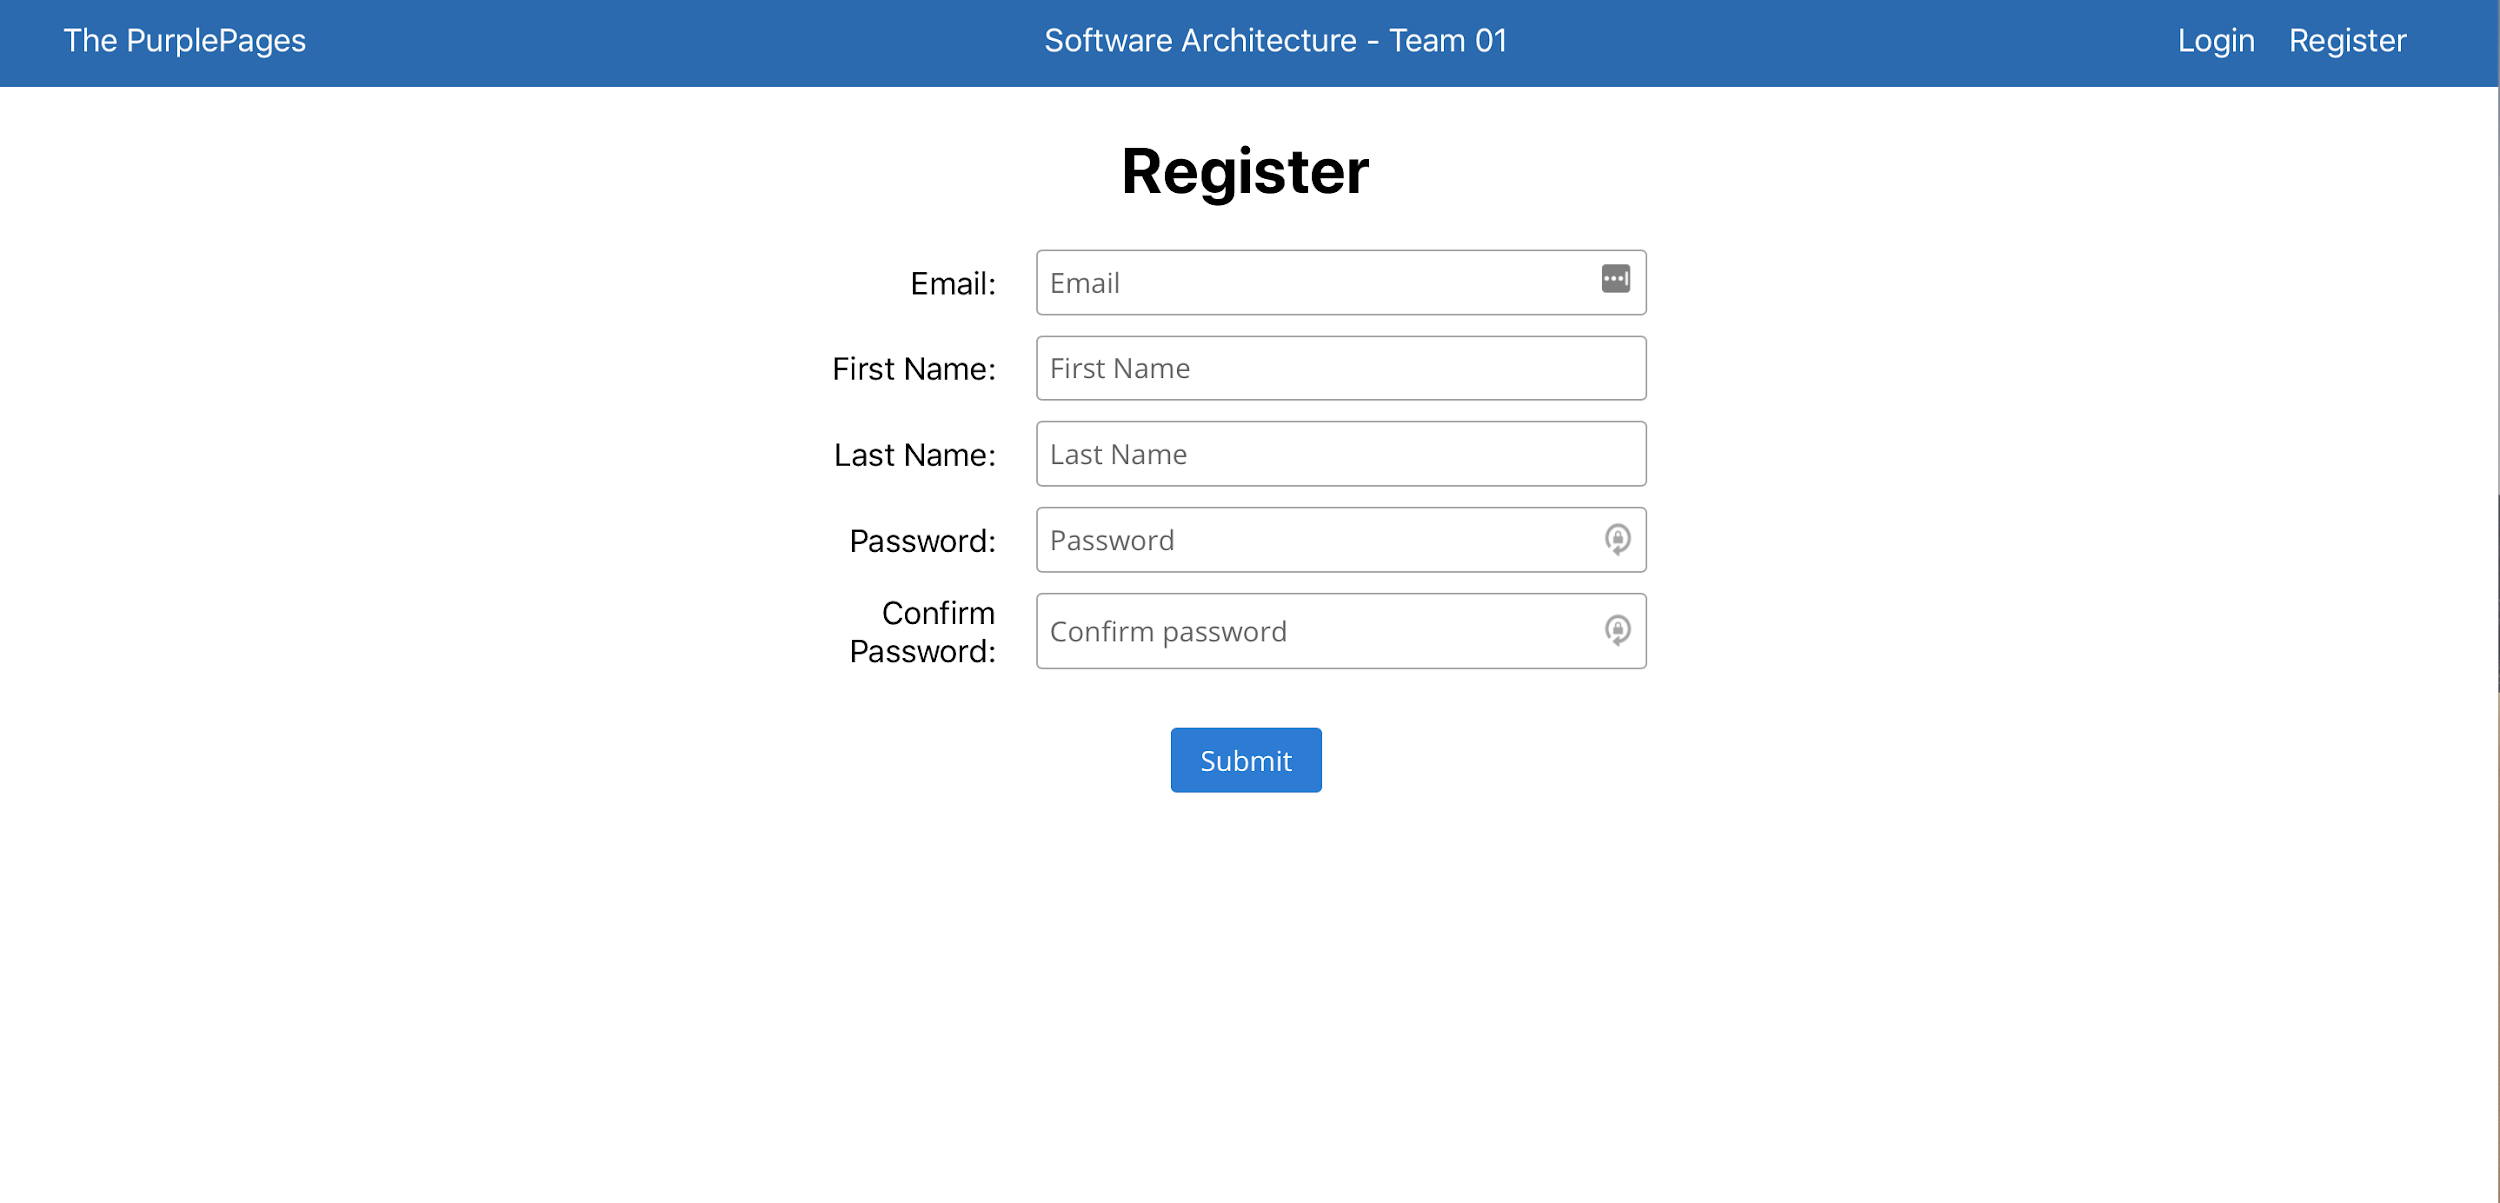 The PurplePages
Software Architecture - Team 01
Login
Register
Register
Email:
Email
First Name:
First Name
Last Name:
Last Name
Password:
Password
Confirm
Password:
Confirm password
Submit